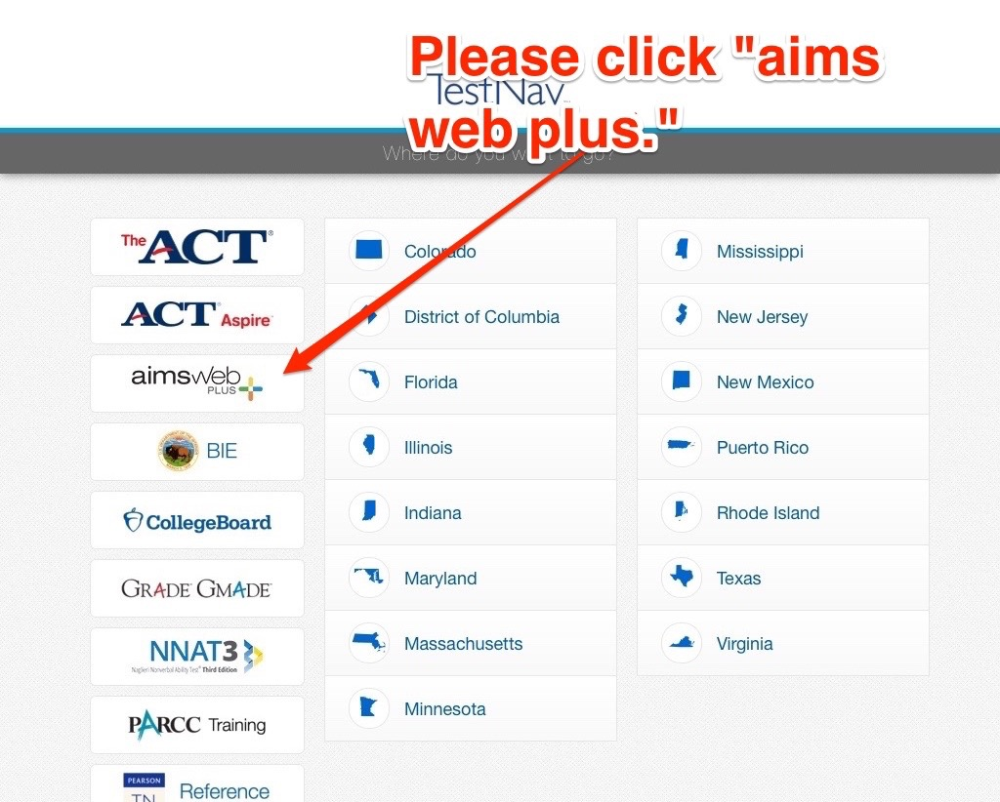 Please click "aims
web plus."
TestNav
Where do you want to go?
The ACT®
ACT Aspire
aimsweb
PLUS
BIE
CollegeBoard
GRADE GMADE
NNAT3
Naglieri Nonverbal Ability Test® Third Edition
PARCC Training
PEARSON
TN
Reference
Colorado
District of Columbia
Florida
Illinois
Indiana
Maryland
Massachusetts
Minnesota
Mississippi
New Jersey
New Mexico
Puerto Rico
Rhode Island
Texas
Virginia